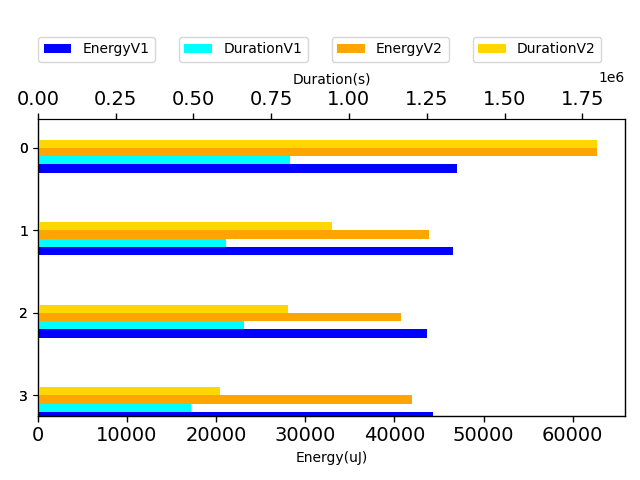 EnergyV1 DurationV1 EnergyV2 DurationV2
Duration(s)
1e6
0.00 0.25 0.50 0.75 1.00 1.25 1.50 1.75
0
1
2
3
0 10000 20000 30000 40000 50000 60000
Energy(uJ)